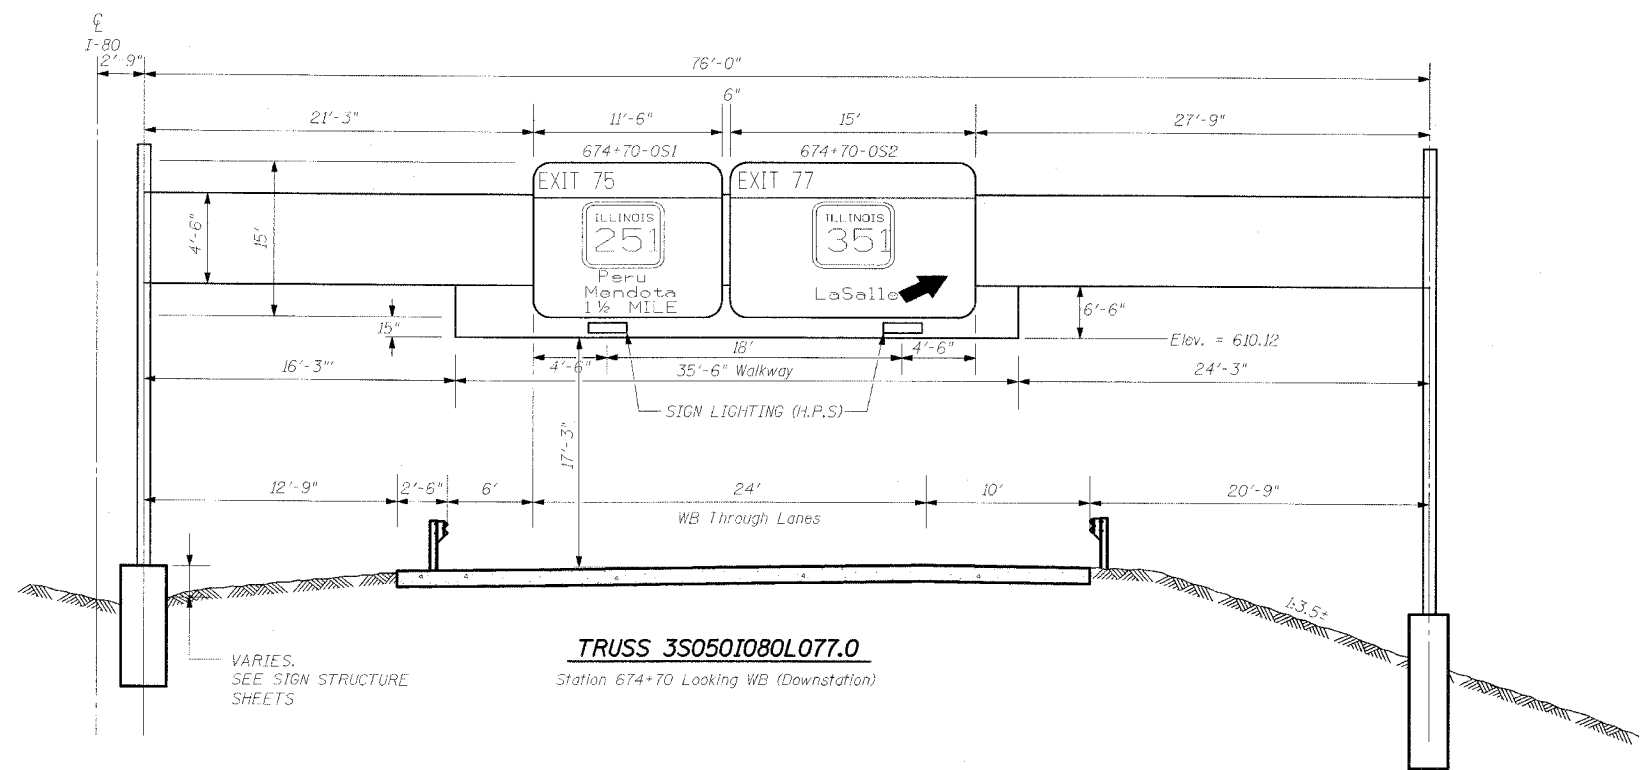 ℄
I-80
2'-9"
76'-0"
6"
21'-3"
11'-6"
15'
27'-9"
674+70-OS1
674+70-OS2
EXIT 75
EXIT 77
ILLINOIS
251
ILLINOIS
351
4'-6"
15'
Peru
Mendota
1 ½ MILE
LaSalle
15"
6'-6"
Elev. = 610.12
4'-6"
18'
4'-6"
16'-3"'
35'-6" Walkway
24'-3"
SIGN LIGHTING (H.P.S)
17'-3"
12'-9"
2'-6"
6'
24'
10'
20'-9"
WB Through Lanes
1:3.5±
VARIES.
SEE SIGN STRUCTURE
SHEETS
TRUSS 3S050I080L077.0
Station 674+70 Looking WB (Downstation)